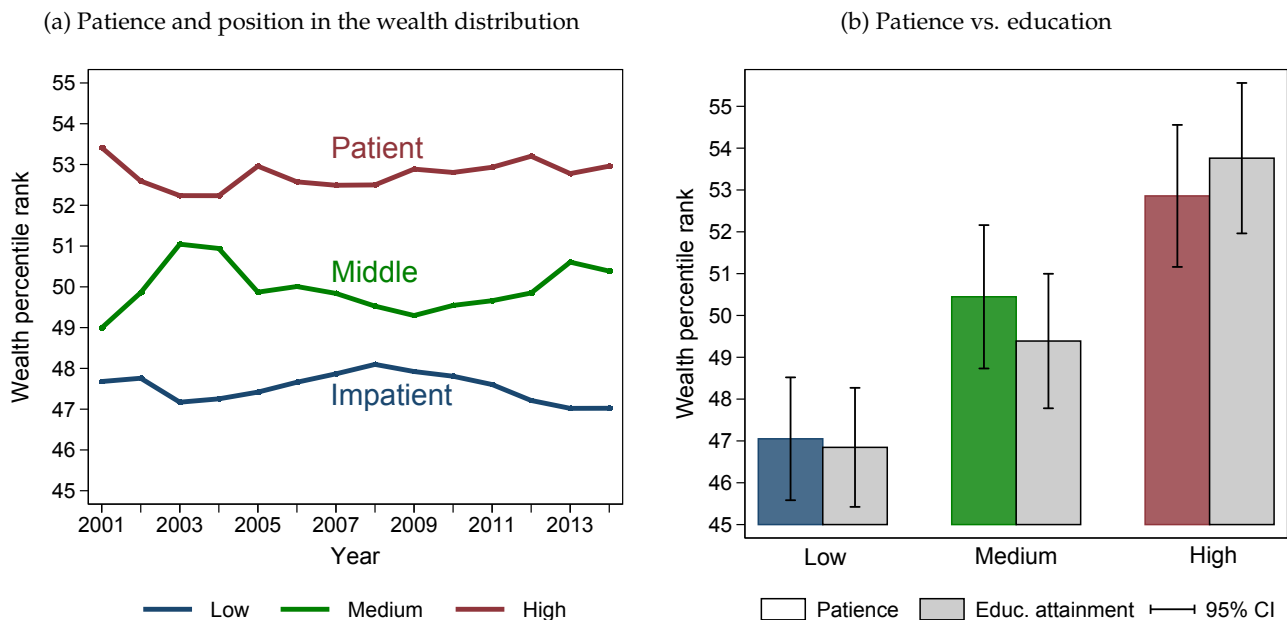 (a) Patience and position in the wealth distribution
Wealth percentile rank
55
54
53
52
51
50
49
48
47
46
45
Patient
Middle
Impatient
2001 2003 2005 2007 2009 2011 2013
Year
Low Medium High
(b) Patience vs. education
Wealth percentile rank
55
54
53
52
51
50
49
48
47
46
45
Low Medium High
Patience Educ. attainment 95% CI